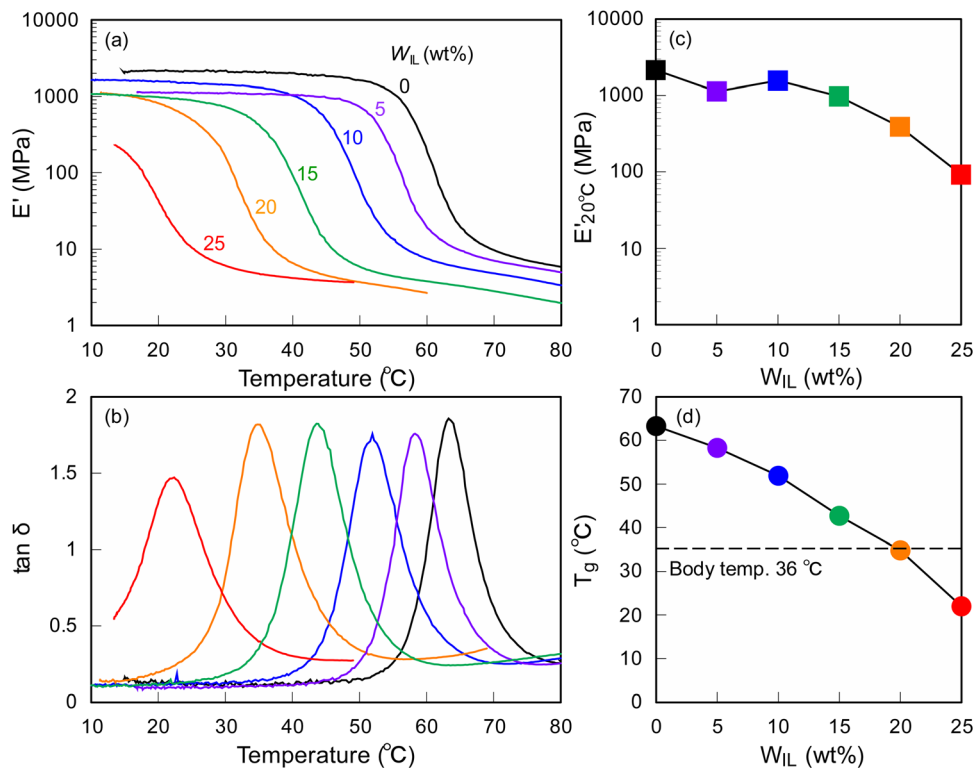 (a)
W_IL (wt%)
0
5
10
15
20
25
10000
1000
100
10
1
E' (MPa)
10 20 30 40 50 60 70 80
Temperature (°C)
(c)
10000
1000
100
10
1
E'20℃ (MPa)
0 5 10 15 20 25
W_IL (wt%)
(b)
2
1.5
1
0.5
0
tan δ
10 20 30 40 50 60 70 80
Temperature (°C)
(d)
70
60
50
40
30
20
10
0
T_g (°C)
Body temp. 36 °C
0 5 10 15 20 25
W_IL (wt%)